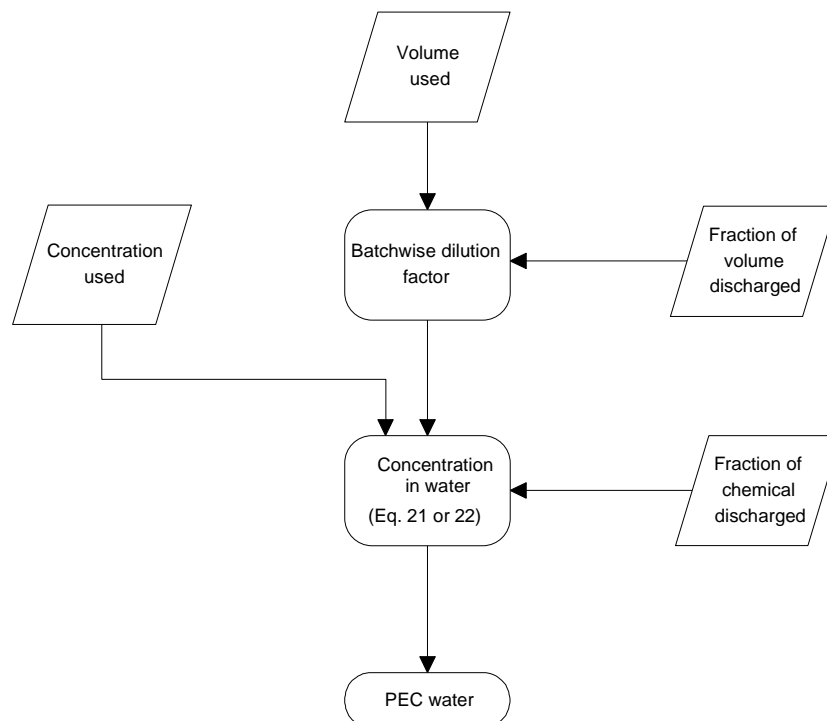 Volume
used
Concentration
used
Batchwise dilution
factor
Fraction of
volume
discharged
Concentration
in water
(Eq. 21 or 22)
Fraction of
chemical
discharged
PEC water